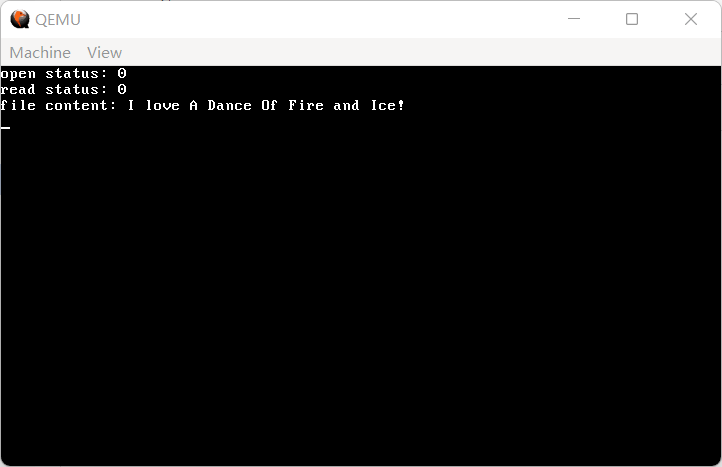 QEMU
Machine View
open status: 0
read status: 0
file content: I love A Dance Of Fire and Ice!